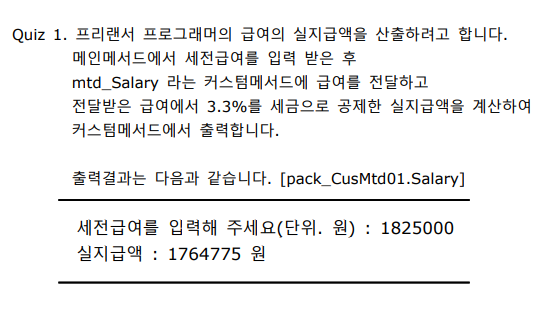 Quiz 1. 프리랜서 프로그래머의 급여의 실지급액을 산출하려고 합니다.
메인메서드에서 세전급여를 입력 받은 후
mtd_Salary 라는 커스텀메서드에 급여를 전달하고
전달받은 급여에서 3.3%를 세금으로 공제한 실지급액을 계산하여
커스텀메서드에서 출력합니다.
출력결과는 다음과 같습니다. [pack_CusMtd01.Salary]
세전급여를 입력해 주세요(단위. 원) : 1825000
실지급액 : 1764775 원